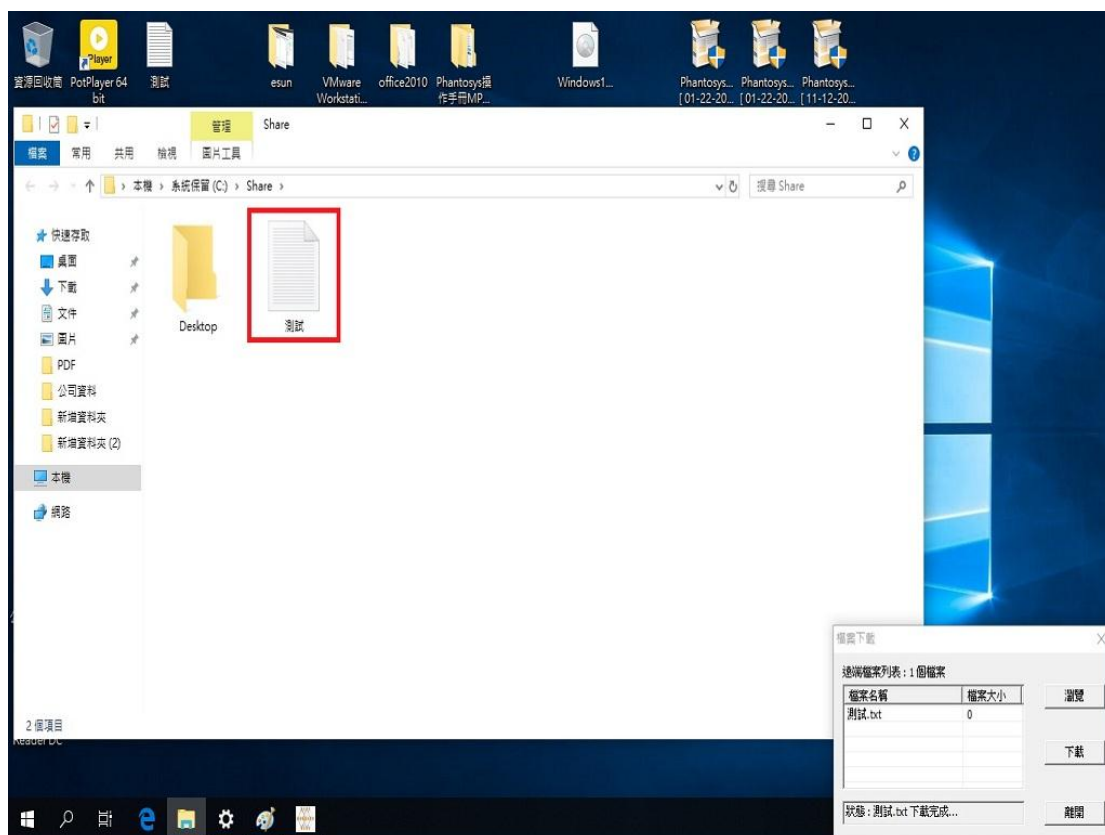 資源回收筒
PotPlayer 64 bit
測試
esun
VMware Workstati...
office2010
Phantosys操作手冊MP...
Windows1...
Phantosys... [01-22-20...
Phantosys... [01-22-20...
Phantosys... [11-12-20...
管理
Share
檔案 常用 共用 檢視 圖片工具
本機 › 系統保留 (C:) › Share ›
搜尋 Share
快速存取
桌面
下載
文件
圖片
PDF
公司資料
新增資料夾
新增資料夾 (2)
本機
網路
Desktop
測試
2 個項目
Reader DC
檔案下載
遠端檔案列表 : 1 個檔案
檔案名稱 檔案大小
測試.txt 0
瀏覽
下載
狀態 : 測試.txt 下載完成...
離開